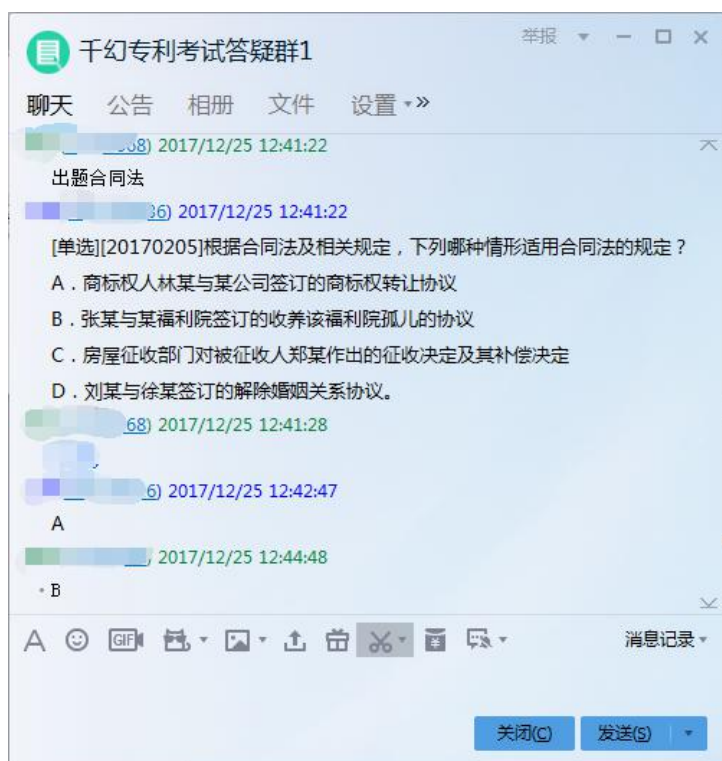 千幻专利考试答疑群1
举报
聊天 公告 相册 文件 设置
68) 2017/12/25 12:41:22
出题合同法
36) 2017/12/25 12:41:22
[单选][20170205]根据合同法及相关规定，下列哪种情形适用合同法的规定？
A．商标权人林某与某公司签订的商标权转让协议
B．张某与某福利院签订的收养该福利院孤儿的协议
C．房屋征收部门对被征收人郑某作出的征收决定及其补偿决定
D．刘某与徐某签订的解除婚姻关系协议。
68) 2017/12/25 12:41:28
6) 2017/12/25 12:42:47
A
2017/12/25 12:44:48
B
GIF
消息记录
关闭(C) 发送(S)